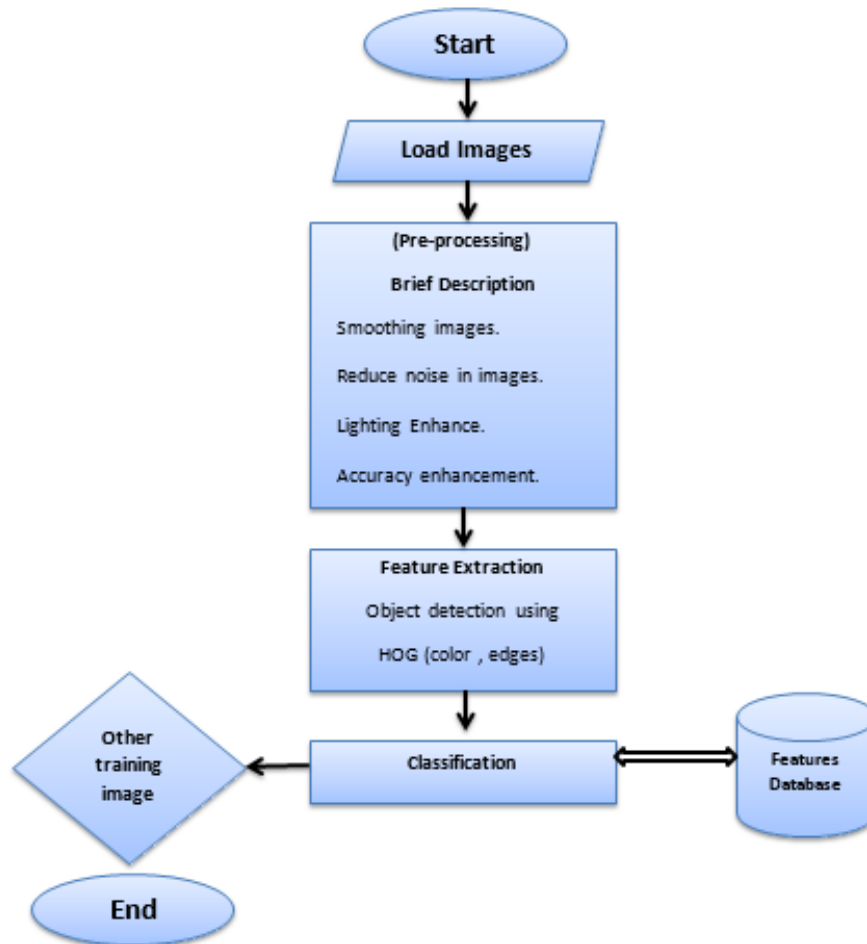 Start
Load Images
(Pre-processing)
Brief Description
Smoothing images.
Reduce noise in images.
Lighting Enhance.
Accuracy enhancement.
Feature Extraction
Object detection using
HOG (color , edges)
Classification
Features
Database
Other
training
image
End